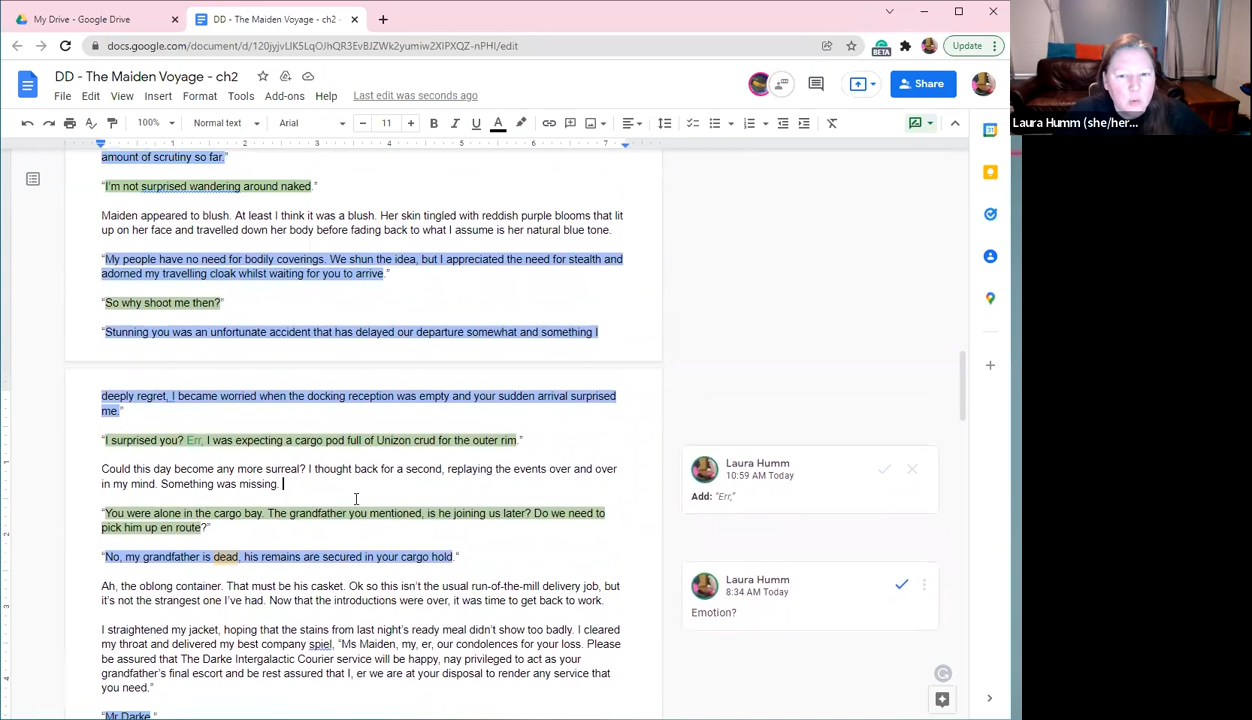 My Drive - Google Drive
DD - The Maiden Voyage - ch2 -
docs.google.com/document/d/120jyjvLIK5LqOJhQR3EvBJZWk2yumiw2XIPXQZ-nPHI/edit
BETA
Update
DD - The Maiden Voyage - ch2
File Edit View Insert Format Tools Add-ons Help Last edit was seconds ago
Share
100% Normal text Arial 11 B I U A
1 2 3 4 5 6 7
amount of scrutiny so far.”
“I'm not surprised wandering around naked.”
Maiden appeared to blush. At least I think it was a blush. Her skin tingled with reddish purple blooms that lit
up on her face and travelled down her body before fading back to what I assume is her natural blue tone.
“My people have no need for bodily coverings. We shun the idea, but I appreciated the need for stealth and
adorned my travelling cloak whilst waiting for you to arrive.”
“So why shoot me then?”
“Stunning you was an unfortunate accident that has delayed our departure somewhat and something I
deeply regret, I became worried when the docking reception was empty and your sudden arrival surprised
me.”
“I surprised you? Err, I was expecting a cargo pod full of Unizon crud for the outer rim.”
Could this day become any more surreal? I thought back for a second, replaying the events over and over
in my mind. Something was missing.
“You were alone in the cargo bay. The grandfather you mentioned, is he joining us later? Do we need to
pick him up en route?”
“No, my grandfather is dead, his remains are secured in your cargo hold.”
Ah, the oblong container. That must be his casket. Ok so this isn't the usual run-of-the-mill delivery job, but
it's not the strangest one I've had. Now that the introductions were over, it was time to get back to work.
I straightened my jacket, hoping that the stains from last night's ready meal didn't show too badly. I cleared
my throat and delivered my best company spiel, “Ms Maiden, my, er, our condolences for your loss. Please
be assured that The Darke Intergalactic Courier service will be happy, nay privileged to act as your
grandfather's final escort and be rest assured that I, er we are at your disposal to render any service that
you need.”
“Mr Darke.”
Laura Humm
10:59 AM Today
Add: “Err,”
Laura Humm
8:34 AM Today
Emotion?
Laura Humm (she/her...